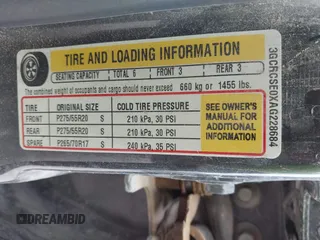 TIRE AND LOADING INFORMATION
SEATING CAPACITY TOTAL 6 FRONT 3 REAR 3
The combined weight of occupants and cargo should never exceed 660 kg or 1455 lbs.
TIRE ORIGINAL SIZE COLD TIRE PRESSURE
FRONT P275/55R20 S 210 kPa, 30 PSI
REAR P275/55R20 S 210 kPa, 30 PSI
SPARE P265/70R17 S 240 kPa, 35 PSI
SEE OWNER'S
MANUAL FOR
ADDITIONAL
INFORMATION
3GCRCSE0XAG228684
DREAMBID